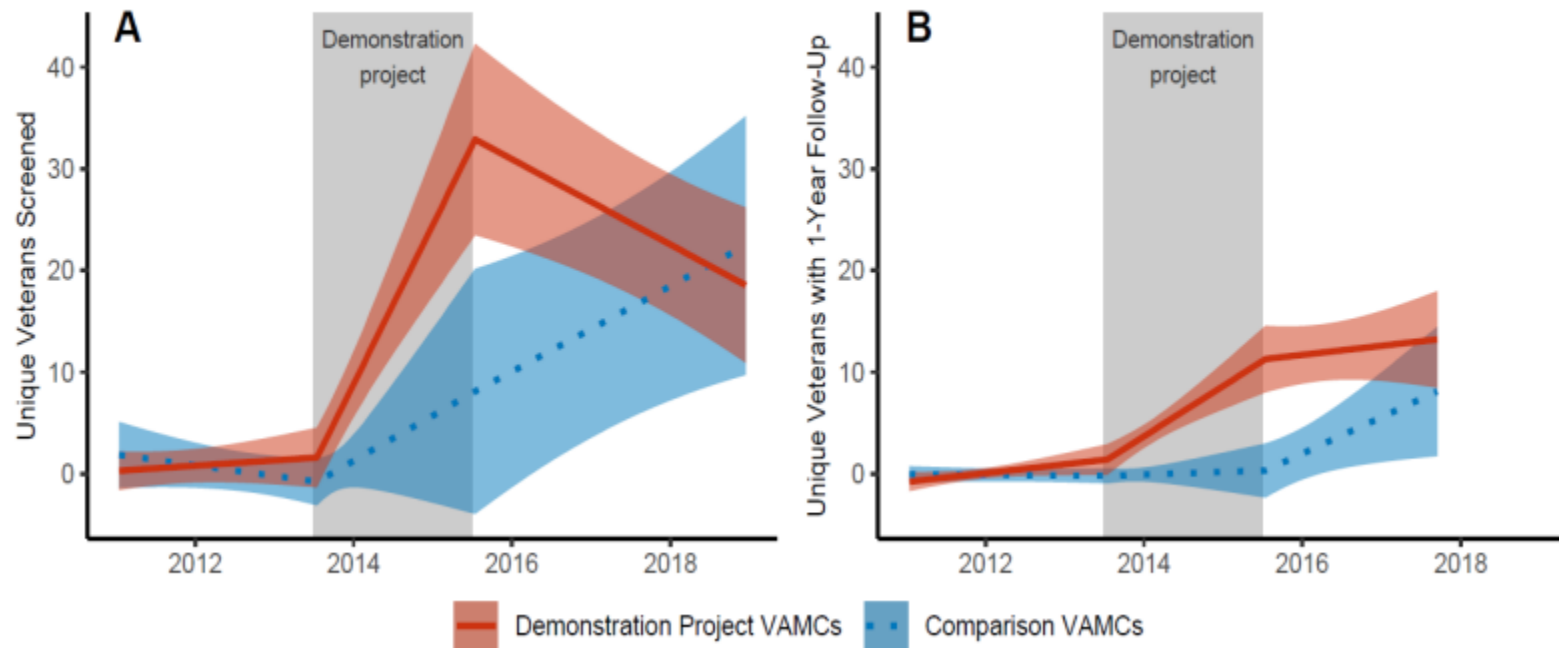 A
Demonstration
project
Unique Veterans Screened
40
30
20
10
0
2012
2014
2016
2018
B
Demonstration
project
Unique Veterans with 1-Year Follow-Up
40
30
20
10
0
2012
2014
2016
2018
Demonstration Project VAMCs
Comparison VAMCs